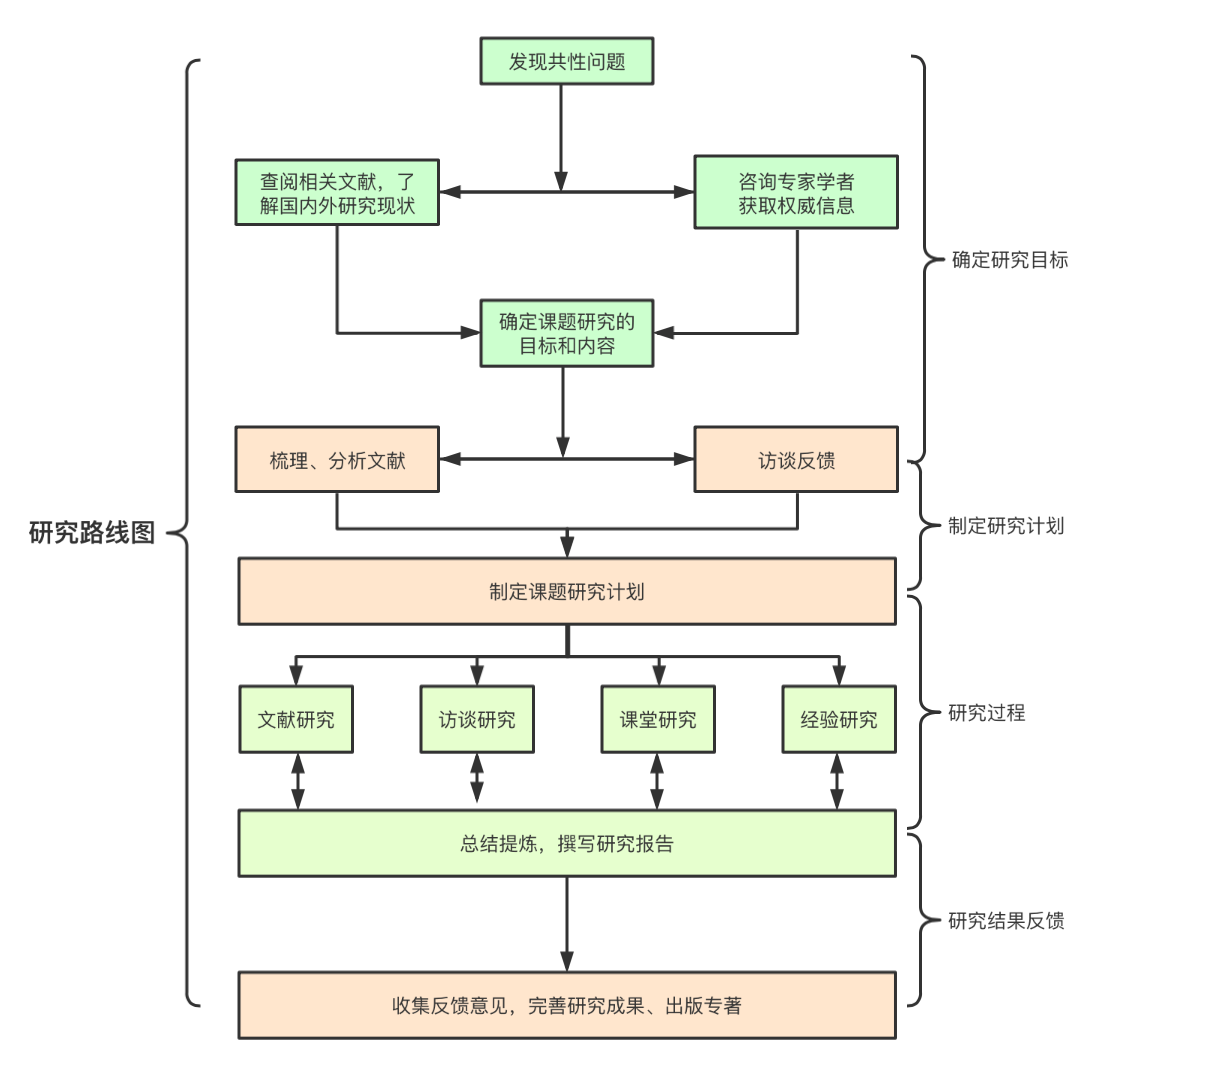 发现共性问题
查阅相关文献，了
解国内外研究现状
咨询专家学者
获取权威信息
确定研究目标
确定课题研究的
目标和内容
梳理、分析文献
访谈反馈
研究路线图
制定研究计划
制定课题研究计划
文献研究
访谈研究
课堂研究
经验研究
研究过程
总结提炼，撰写研究报告
研究结果反馈
收集反馈意见，完善研究成果、出版专著